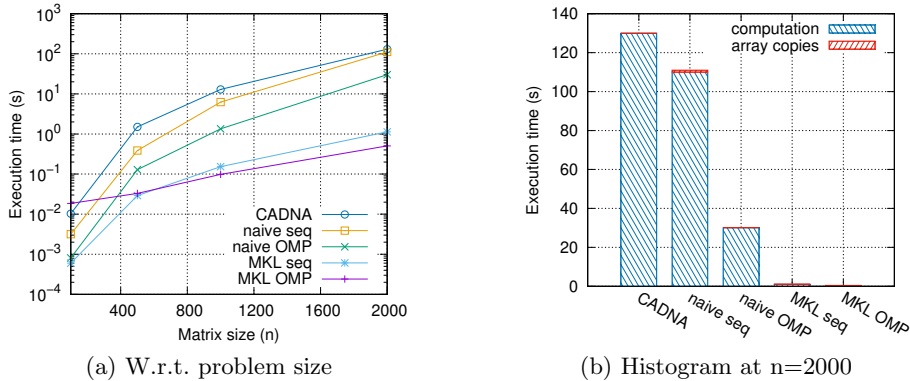 10^3
10^2
10^1
10^0
10^-1
10^-2
10^-3
10^-4
Execution time (s)
CADNA
naive seq
naive OMP
MKL seq
MKL OMP
400 800 1200 1600 2000
Matrix size (n)
(a) W.r.t. problem size
140
120
100
80
60
40
20
0
Execution time (s)
computation
array copies
CADNA
naive seq
naive OMP
MKL seq
MKL OMP
(b) Histogram at n=2000